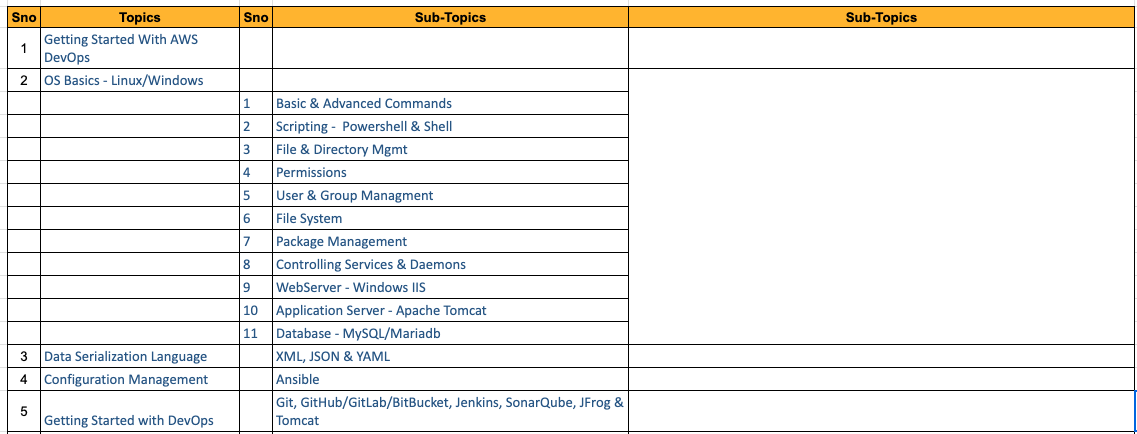 Sno Topics Sno Sub-Topics Sub-Topics
1 Getting Started With AWS
DevOps
2 OS Basics - Linux/Windows
1 Basic & Advanced Commands
2 Scripting - Powershell & Shell
3 File & Directory Mgmt
4 Permissions
5 User & Group Managment
6 File System
7 Package Management
8 Controlling Services & Daemons
9 WebServer - Windows IIS
10 Application Server - Apache Tomcat
11 Database - MySQL/Mariadb
3 Data Serialization Language XML, JSON & YAML
4 Configuration Management Ansible
5 Getting Started with DevOps Git, GitHub/GitLab/BitBucket, Jenkins, SonarQube, JFrog &
Tomcat